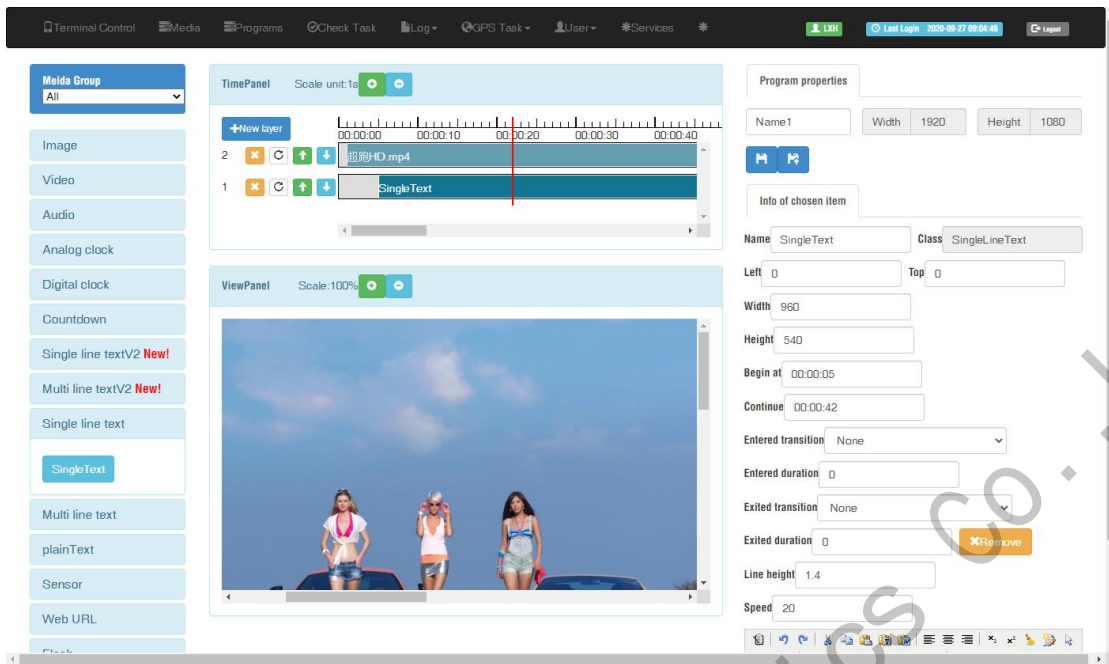 Terminal Control Media Programs Check Task Log GPS Task User Services LXH Last Login 2020-09-27 09:04:49 Logout
Meida Group
All
Image
Video
Audio
Analog clock
Digital clock
Countdown
Single line textV2 New!
Multi line textV2 New!
Single line text
SingleText
Multi line text
plainText
Sensor
Web URL
TimePanel Scale unit:1s
New layer
00:00:00 00:00:10 00:00:20 00:00:30 00:00:40
2 超跑HD.mp4
1 SingleText
ViewPanel Scale:100%
Program properties
Name1 Width 1920 Height 1080
Info of chosen item
Name SingleText Class SingleLineText
Left 0 Top 0
Width 960
Height 540
Begin at 00:00:05
Continue 00:00:42
Entered transition None
Entered duration 0
Exited transition None
Exited duration 0 Remove
Line height 1.4
Speed 20
ics Co.